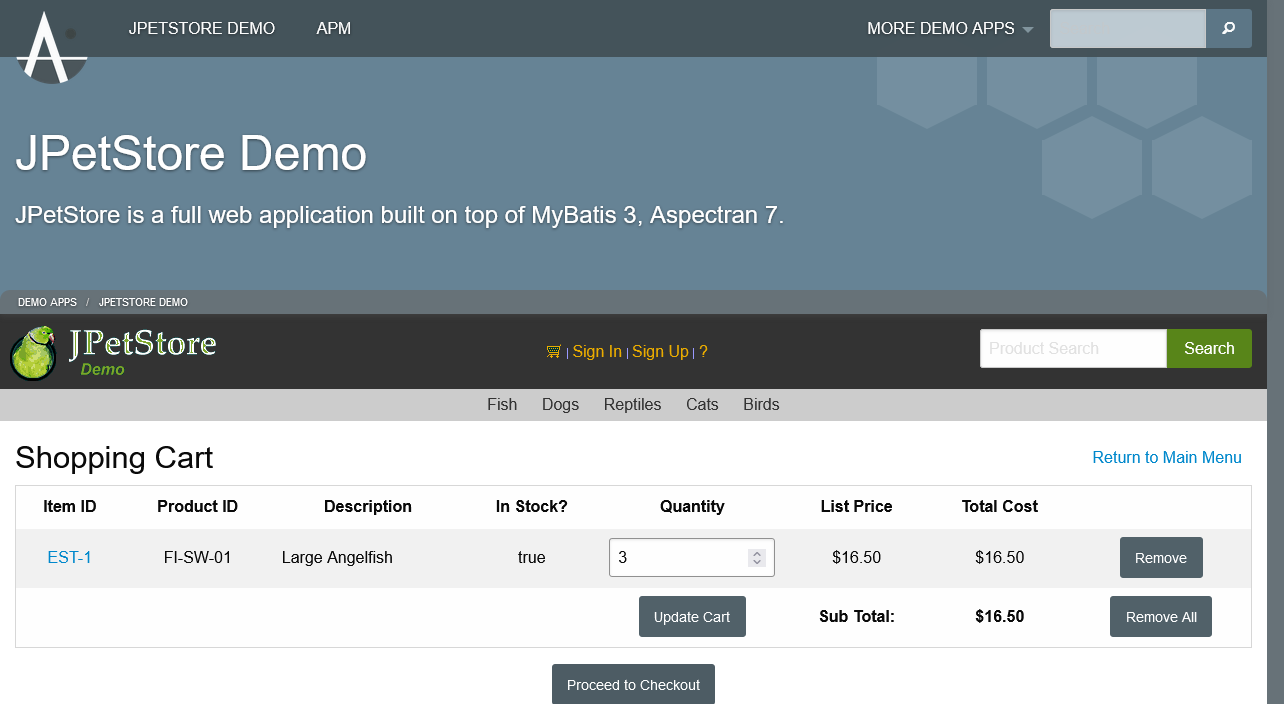 JPETSTORE DEMO APM MORE DEMO APPS
JPetStore Demo
JPetStore is a full web application built on top of MyBatis 3, Aspectran 7.
DEMO APPS / JPETSTORE DEMO
JPetStore
Demo
| Sign In | Sign Up | ?
Product Search Search
Fish Dogs Reptiles Cats Birds
Shopping Cart Return to Main Menu
Item ID Product ID Description In Stock? Quantity List Price Total Cost
EST-1 FI-SW-01 Large Angelfish true 3 $16.50 $16.50 Remove
Update Cart Sub Total: $16.50 Remove All
Proceed to Checkout